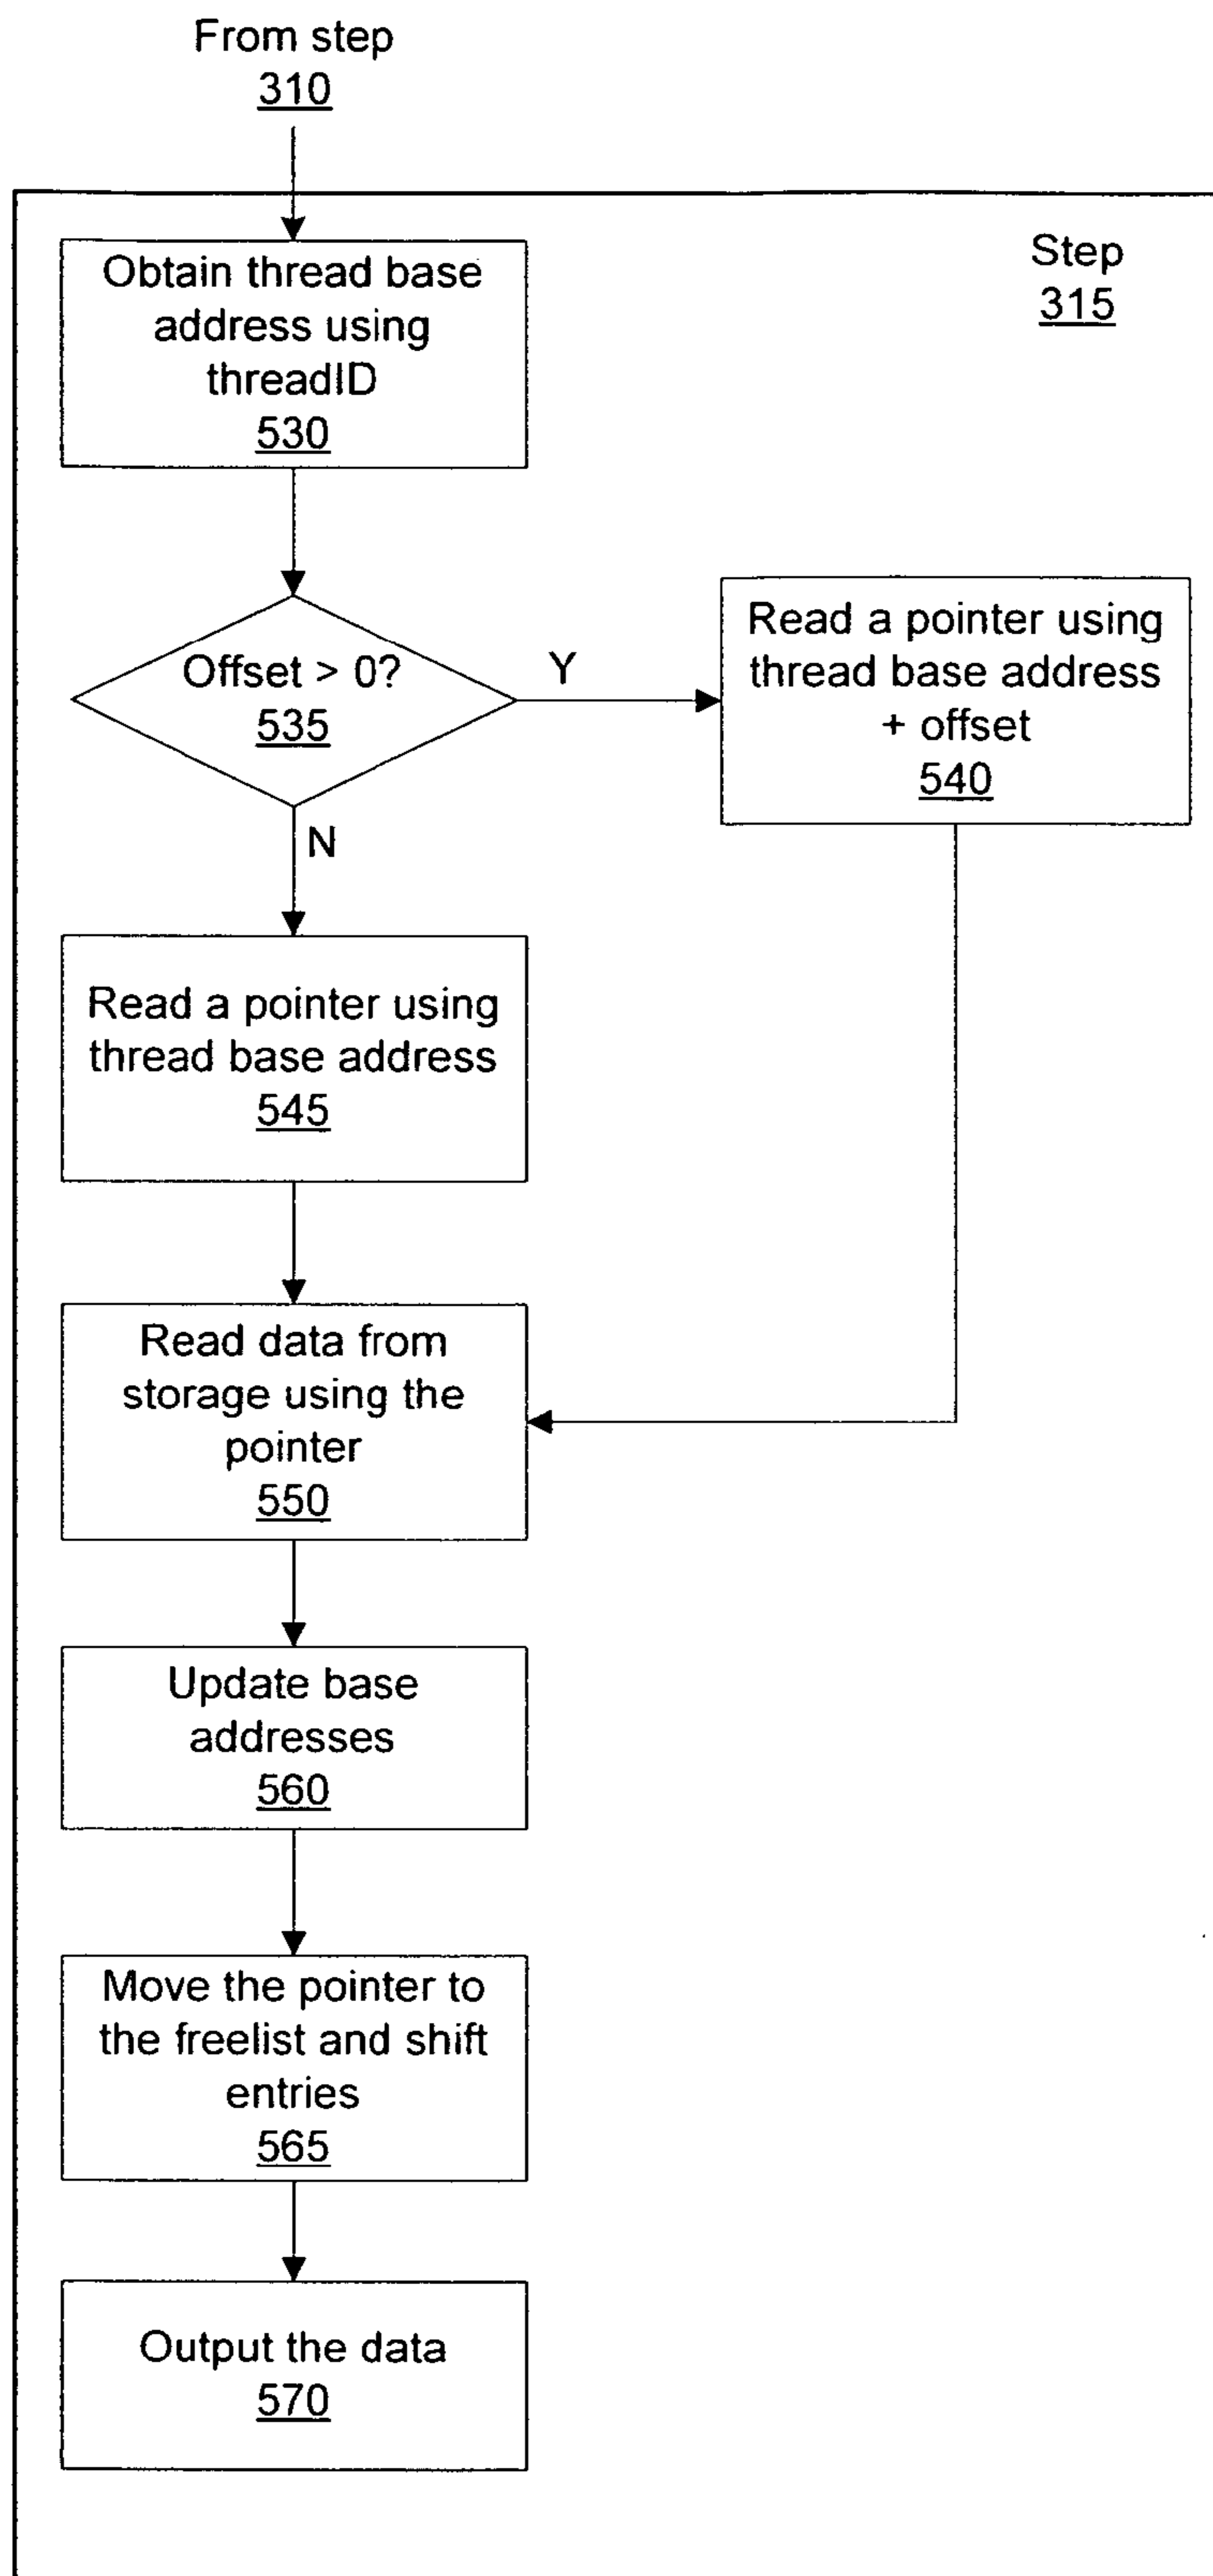 From step
310
Step
315
Obtain thread base
address using
threadID
530
Offset > 0?
535
Y
N
Read a pointer using
thread base address
+ offset
540
Read a pointer using
thread base address
545
Read data from
storage using the
pointer
550
Update base
addresses
560
Move the pointer to
the freelist and shift
entries
565
Output the data
570